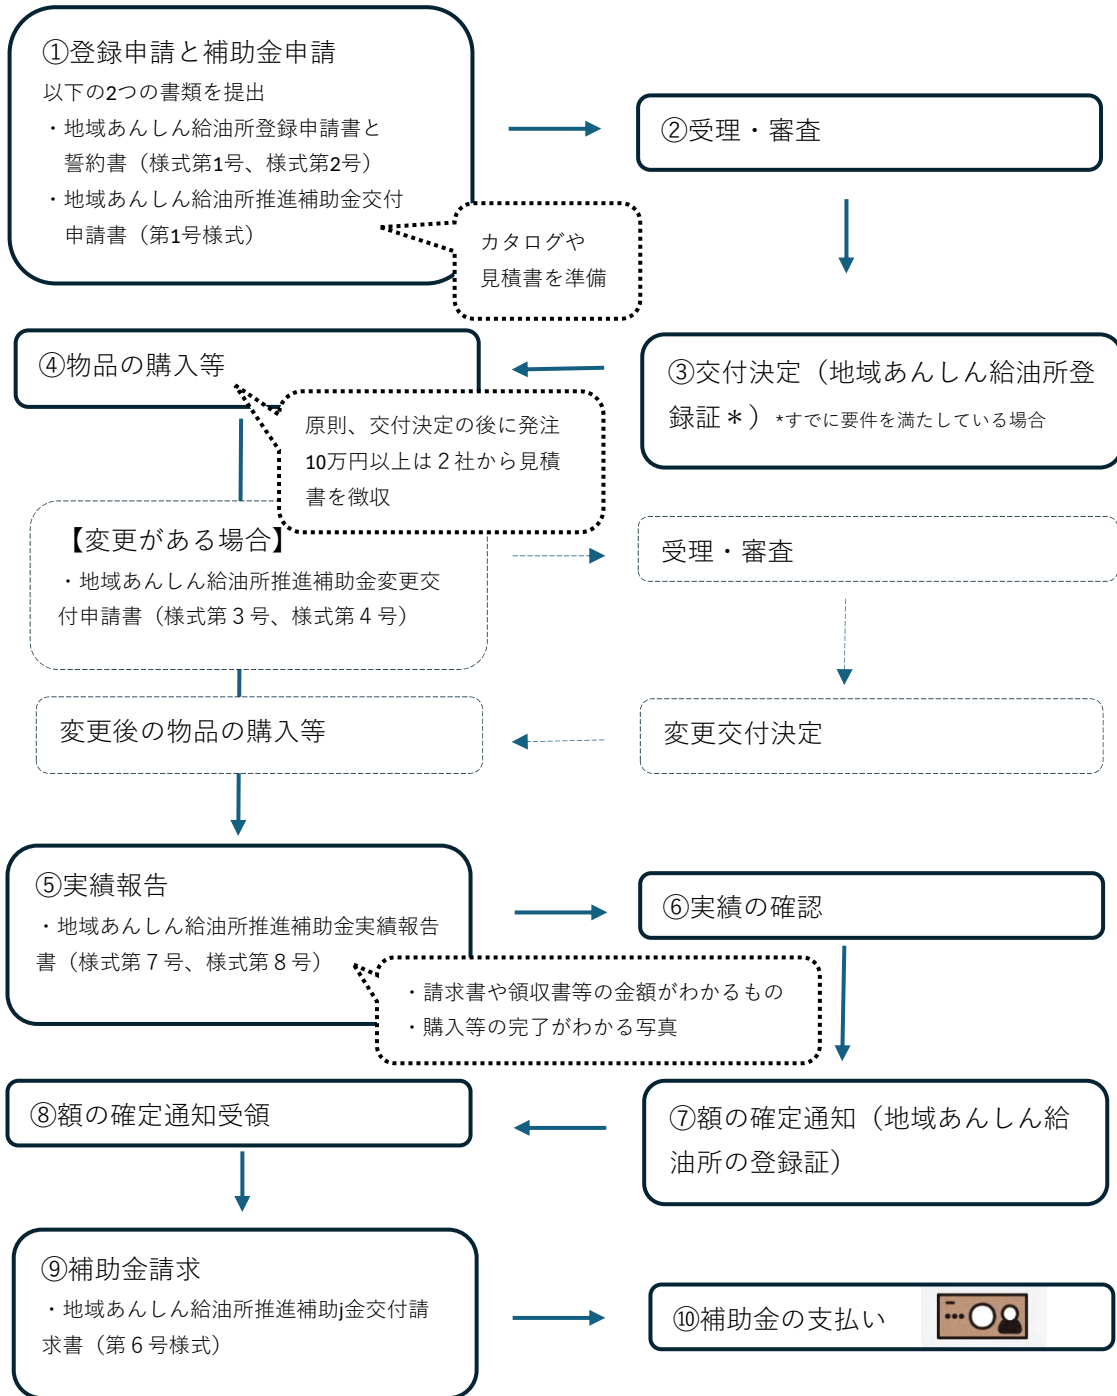 ①登録申請と補助金申請
以下の2つの書類を提出
・地域あんしん給油所登録申請書と
誓約書（様式第1号、様式第2号）
・地域あんしん給油所推進補助金交付
申請書（第1号様式）
カタログや
見積書を準備
②受理・審査
③交付決定（地域あんしん給油所登
録証＊）*すでに要件を満たしている場合
④物品の購入等
原則、交付決定の後に発注
10万円以上は２社から見積
書を徴収
【変更がある場合】
・地域あんしん給油所推進補助金変更交
付申請書（様式第３号、様式第４号）
受理・審査
変更交付決定
変更後の物品の購入等
⑤実績報告
・地域あんしん給油所推進補助金実績報告
書（様式第７号、様式第８号）
・請求書や領収書等の金額がわかるもの
・購入等の完了がわかる写真
⑥実績の確認
⑦額の確定通知（地域あんしん給
油所の登録証）
⑧額の確定通知受領
⑨補助金請求
・地域あんしん給油所推進補助j金交付請
求書（第６号様式）
⑩補助金の支払い